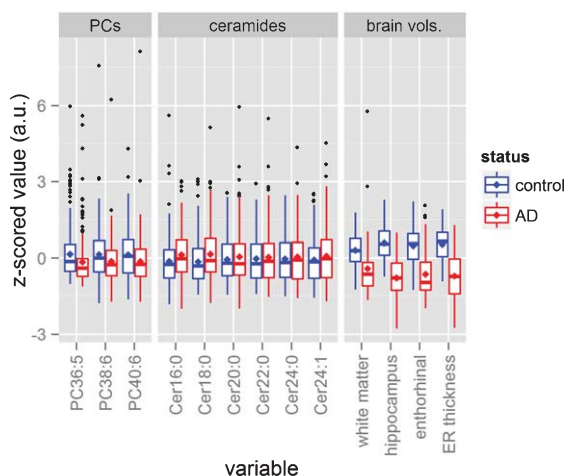 PCs ceramides brain vols.
z-scored value (a.u.)
6
3
0
-3
status
control
AD
PC36:5
PC38:6
PC40:6
Cer16:0
Cer18:0
Cer20:0
Cer22:0
Cer24:0
Cer24:1
white matter
hippocampus
enthorhinal
ER thickness
variable